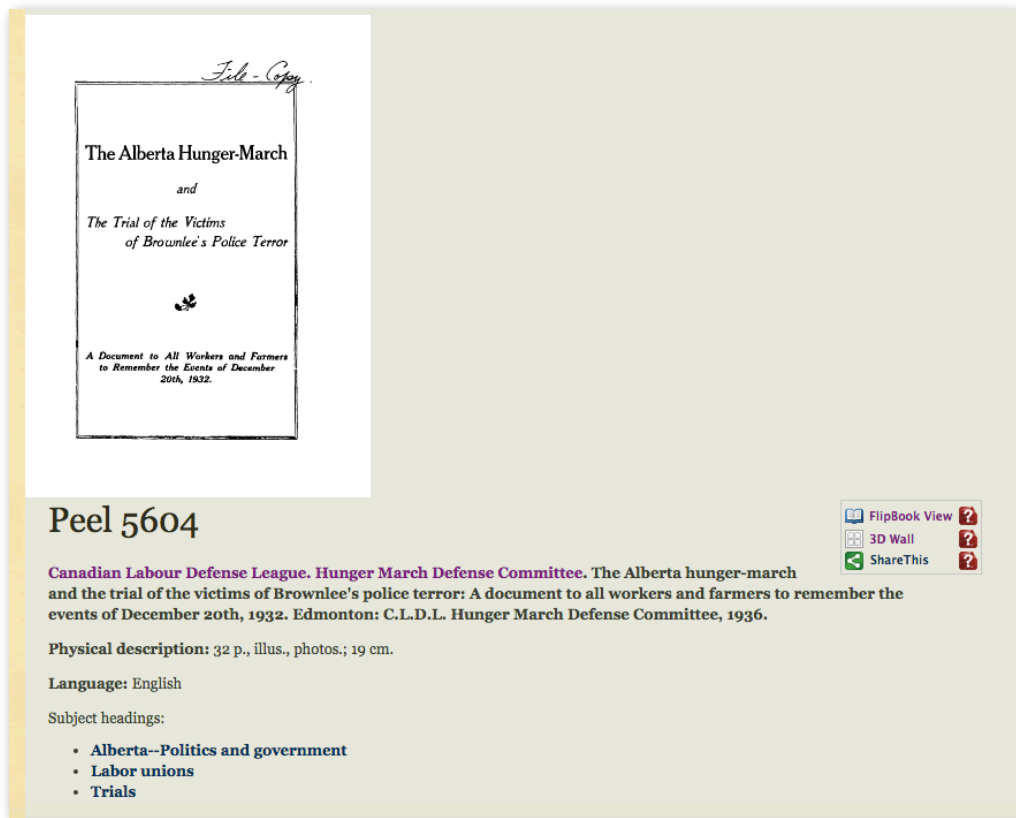 File-Copy.
The Alberta Hunger-March
and
The Trial of the Victims
of Brownlee's Police Terror
A Document to All Workers and Farmers
to Remember the Events of December
20th, 1932.
Peel 5604
FlipBook View ?
3D Wall ?
ShareThis ?
Canadian Labour Defense League. Hunger March Defense Committee. The Alberta hunger-march
and the trial of the victims of Brownlee's police terror: A document to all workers and farmers to remember the
events of December 20th, 1932. Edmonton: C.L.D.L. Hunger March Defense Committee, 1936.
Physical description: 32 p., illus., photos.; 19 cm.
Language: English
Subject headings:
• Alberta--Politics and government
• Labor unions
• Trials